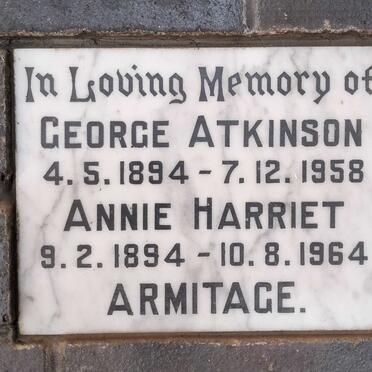 In Loving Memory of
GEORGE ATKINSON
4.5.1894 - 7.12.1958
ANNIE HARRIET
9.2.1894 - 10.8.1964
ARMITAGE.